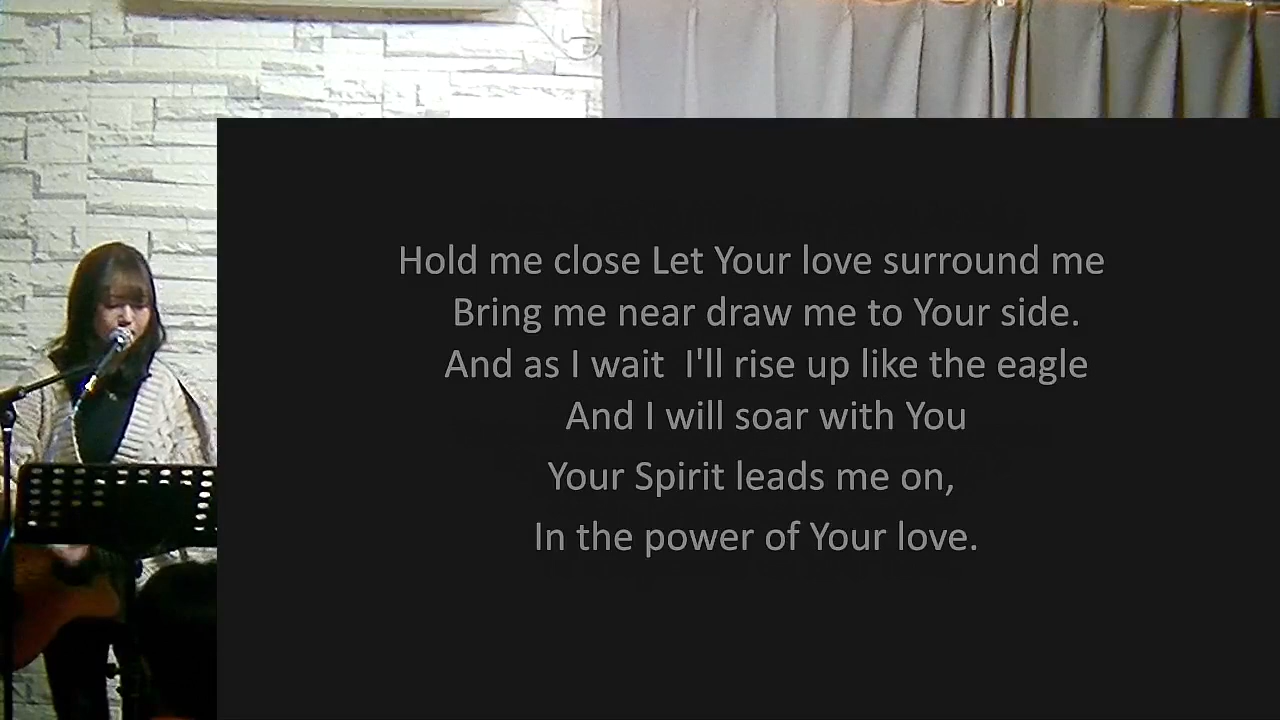 Hold me close Let Your love surround me
Bring me near draw me to Your side.
And as I wait  I'll rise up like the eagle
And I will soar with You
Your Spirit leads me on,
In the power of Your love.